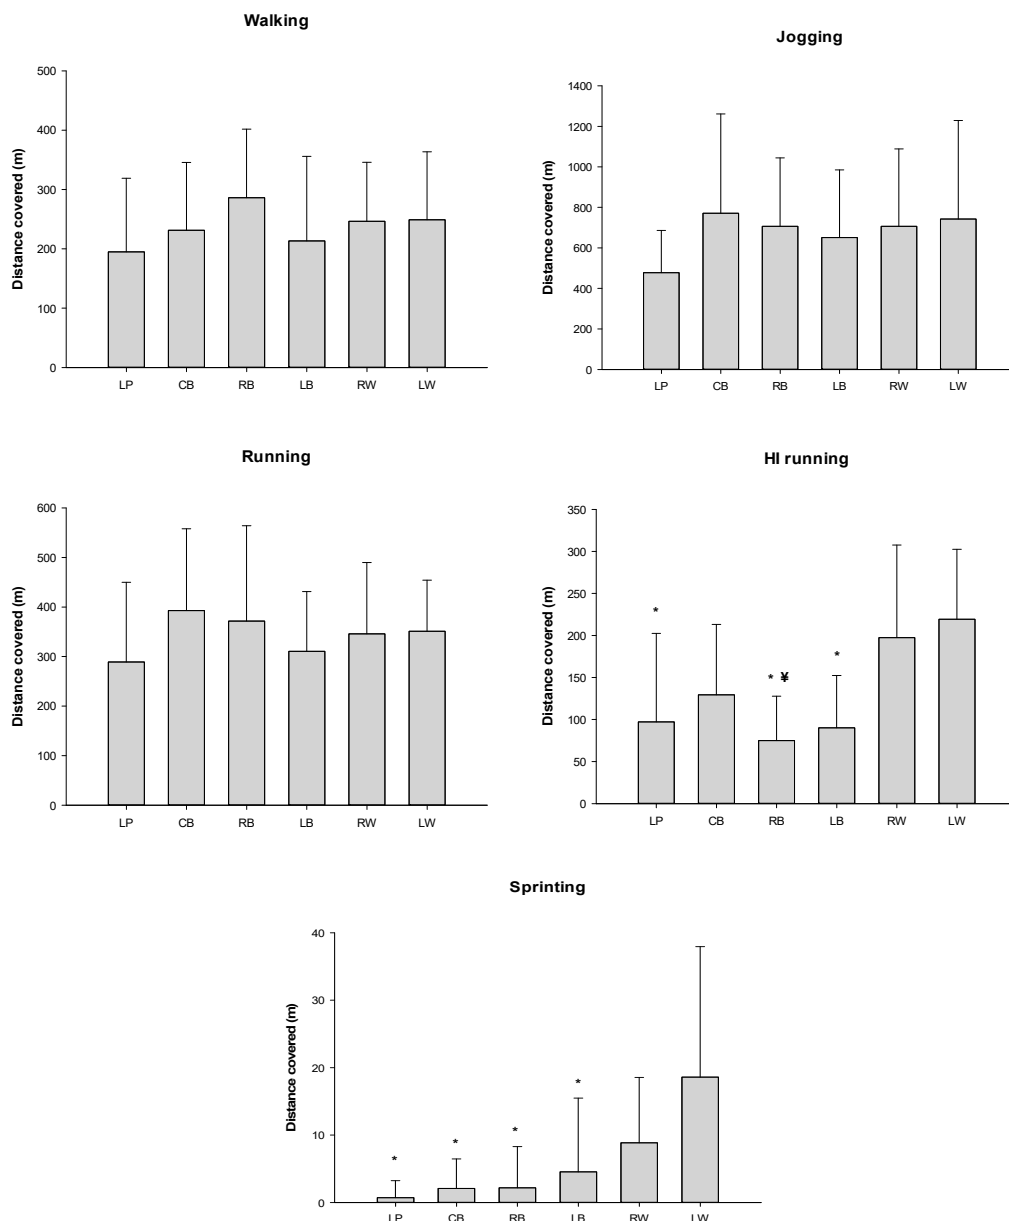 Walking
Distance covered (m)
500
400
300
200
100
0
LP CB RB LB RW LW
Jogging
Distance covered (m)
1400
1200
1000
800
600
400
200
0
LP CB RB LB RW LW
Running
Distance covered (m)
600
500
400
300
200
100
0
LP CB RB LB RW LW
HI running
Distance covered (m)
350
300
250
200
150
100
50
0
* * ¥ *
LP CB RB LB RW LW
Sprinting
Distance covered (m)
40
30
20
10
0
* * * *
LP CB RB LB RW LW